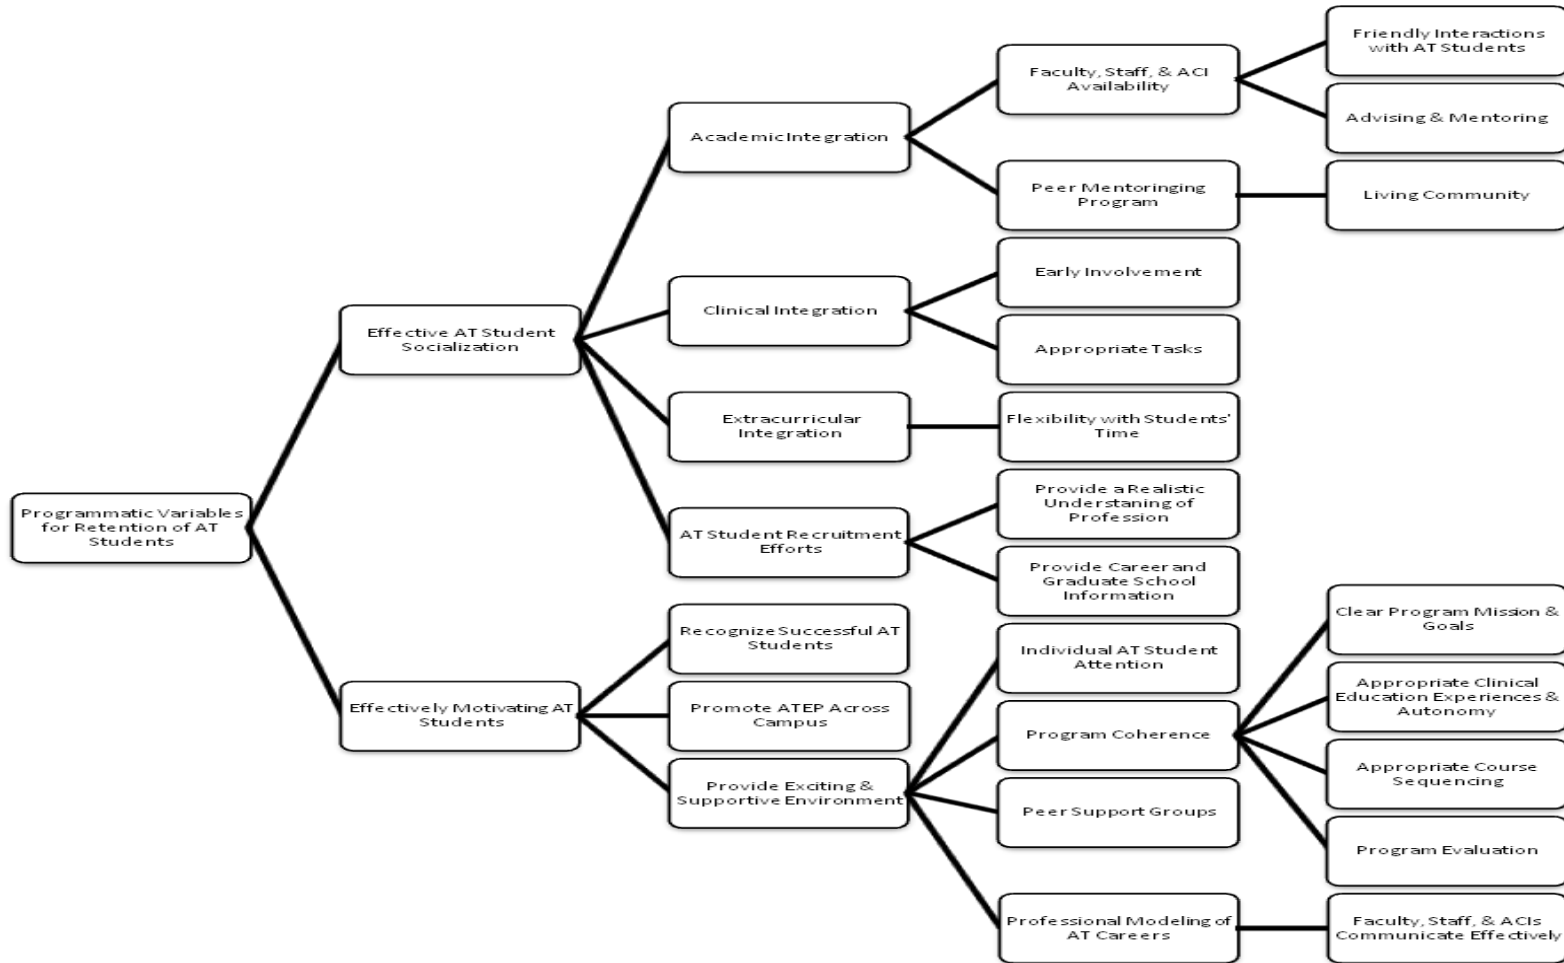 Programmatic Variables
for Retention of AT
Students
Effective AT Student
Socialization
Academic Integration
Faculty, Staff, & ACI
Availability
Friendly Interactions
with AT Students
Advising & Mentoring
Peer Mentoringing
Program
Living Community
Clinical Integration
Early Involvement
Appropriate Tasks
Extracurricular
Integration
Flexibility with Students'
Time
AT Student Recruitment
Efforts
Provide a Realistic
Understaning of
Profession
Provide Career and
Graduate School
Information
Effectively Motivating AT
Students
Recognize Successful AT
Students
Promote ATEP Across
Campus
Provide Exciting &
Supportive Environment
Individual AT Student
Attention
Program Coherence
Clear Program Mission &
Goals
Appropriate Clinical
Education Experiences &
Autonomy
Appropriate Course
Sequencing
Program Evaluation
Peer Support Groups
Professional Modeling of
AT Careers
Faculty, Staff, & ACIs
Communicate Effectively